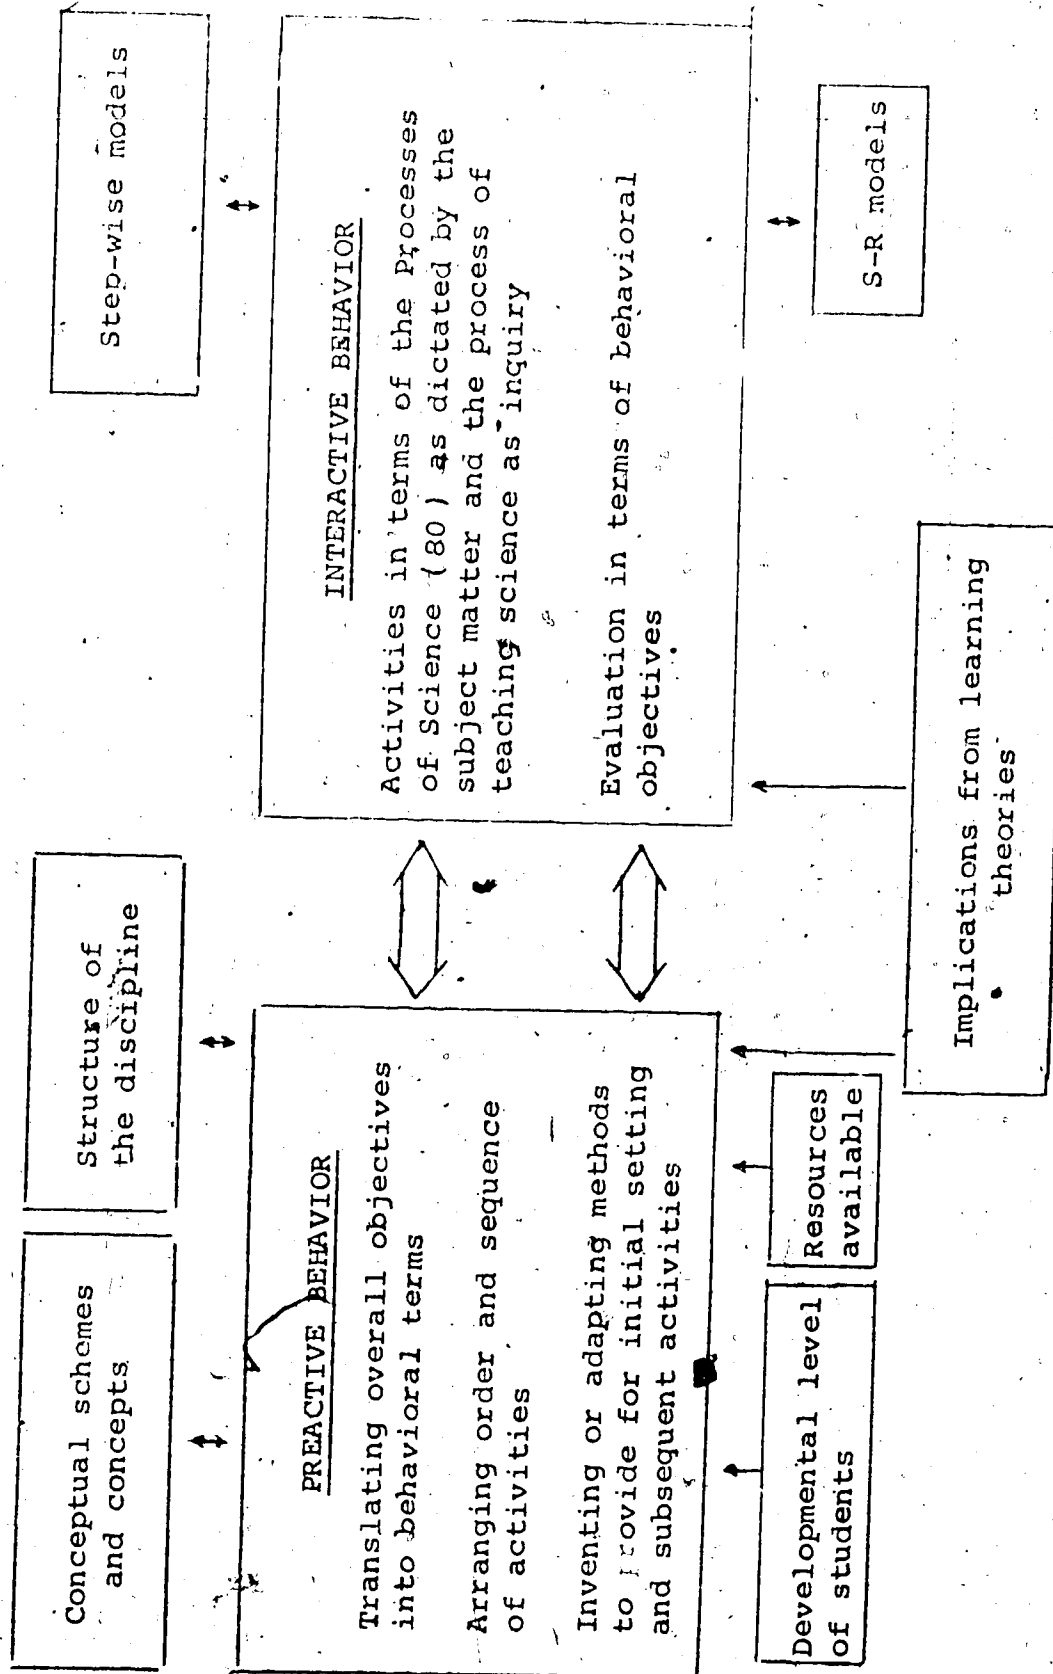 Conceptual schemes
and concepts
Structure of
the discipline
Step-wise models
PREACTIVE BEHAVIOR
Translating overall objectives
into behavioral terms
Arranging order and sequence
of activities
Inventing or adapting methods
to provide for initial setting
and subsequent activities
INTERACTIVE BEHAVIOR
Activities in terms of the Processes
of Science (80) as dictated by the
subject matter and the process of
teaching science as inquiry
Evaluation in terms of behavioral
objectives
Developmental level
of students
Resources
available
Implications from learning
theories
S-R models